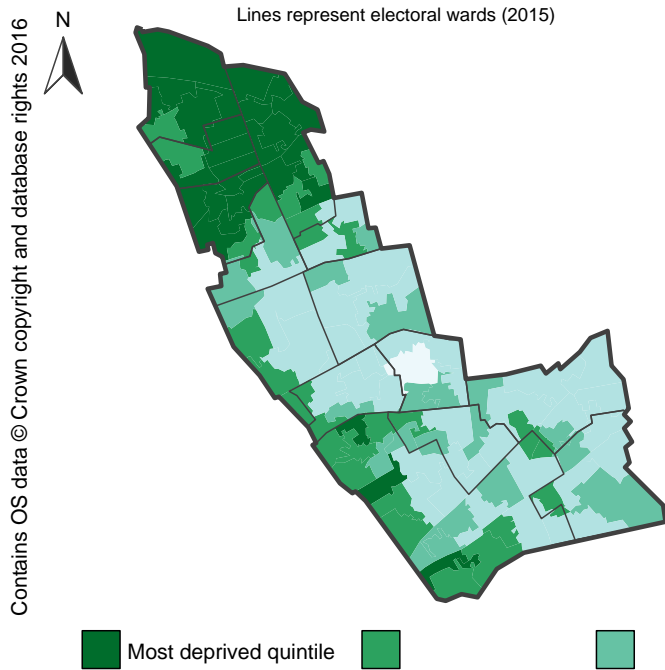 Lines represent electoral wards (2015)
N
Contains OS data © Crown copyright and database rights 2016
Most deprived quintile